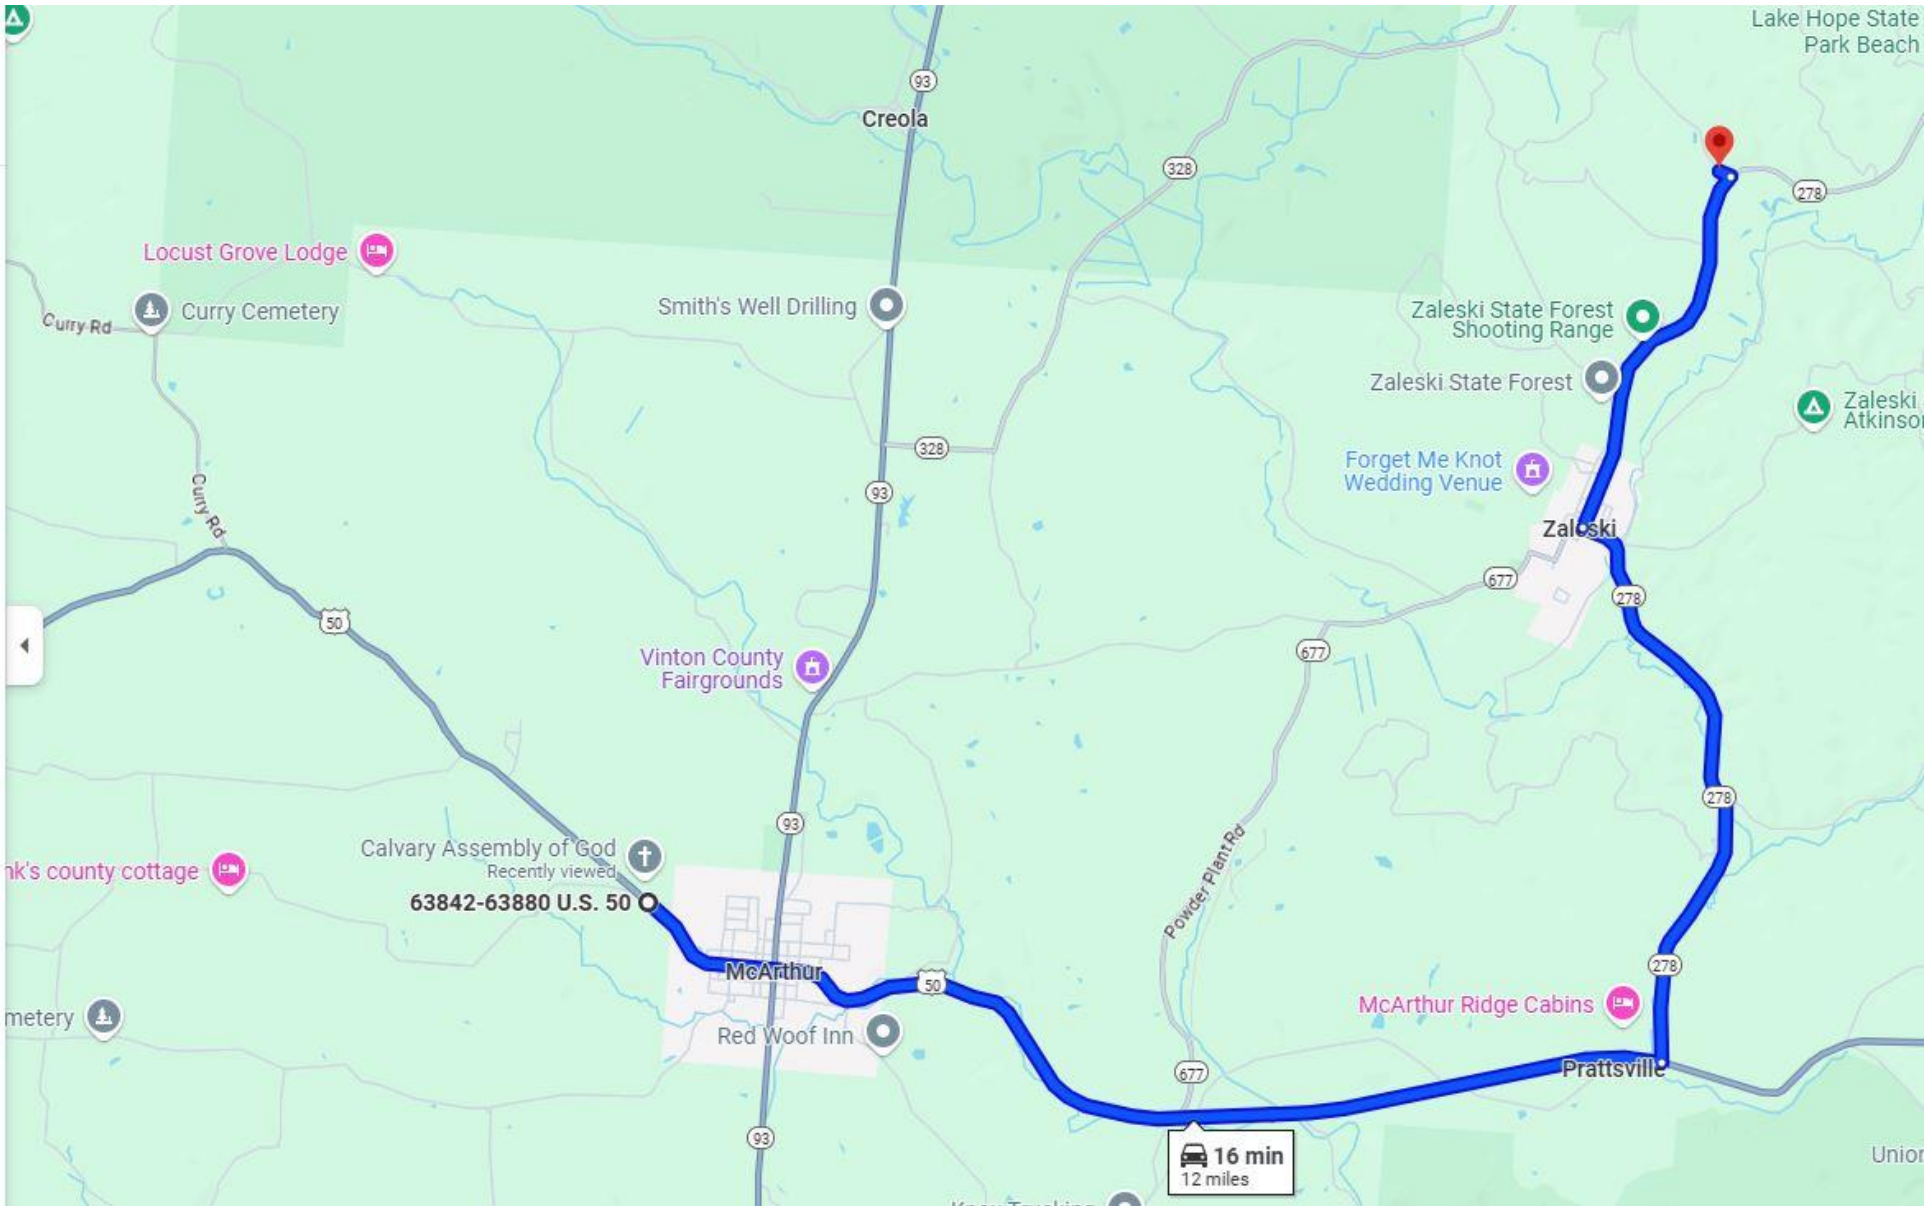 Lake Hope State
Park Beach
93
Creola
328
278
Locust Grove Lodge
Smith's Well Drilling
Curry Cemetery
Curry Rd
Zaleski State Forest
Shooting Range
Zaleski State Forest
Zaleski
Atkinson
328
Forget Me Knot
Wedding Venue
93
Curry Rd
Zaleski
677
278
50
677
Vinton County
Fairgrounds
278
93
Calvary Assembly of God
Recently viewed
nk's county cottage
63842-63880 U.S. 50
Powder Plant Rd
McArthur
50
278
McArthur Ridge Cabins
metery
Red Woof Inn
Prattsville
677
93
16 min
12 miles
Union